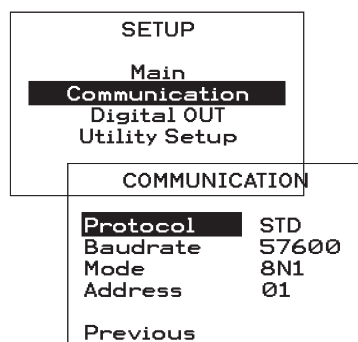 SETUP
Main
Communication
Digital OUT
Utility Setup
COMMUNICATION
Protocol STD
Baudrate 57600
Mode 8N1
Address 01
Previous